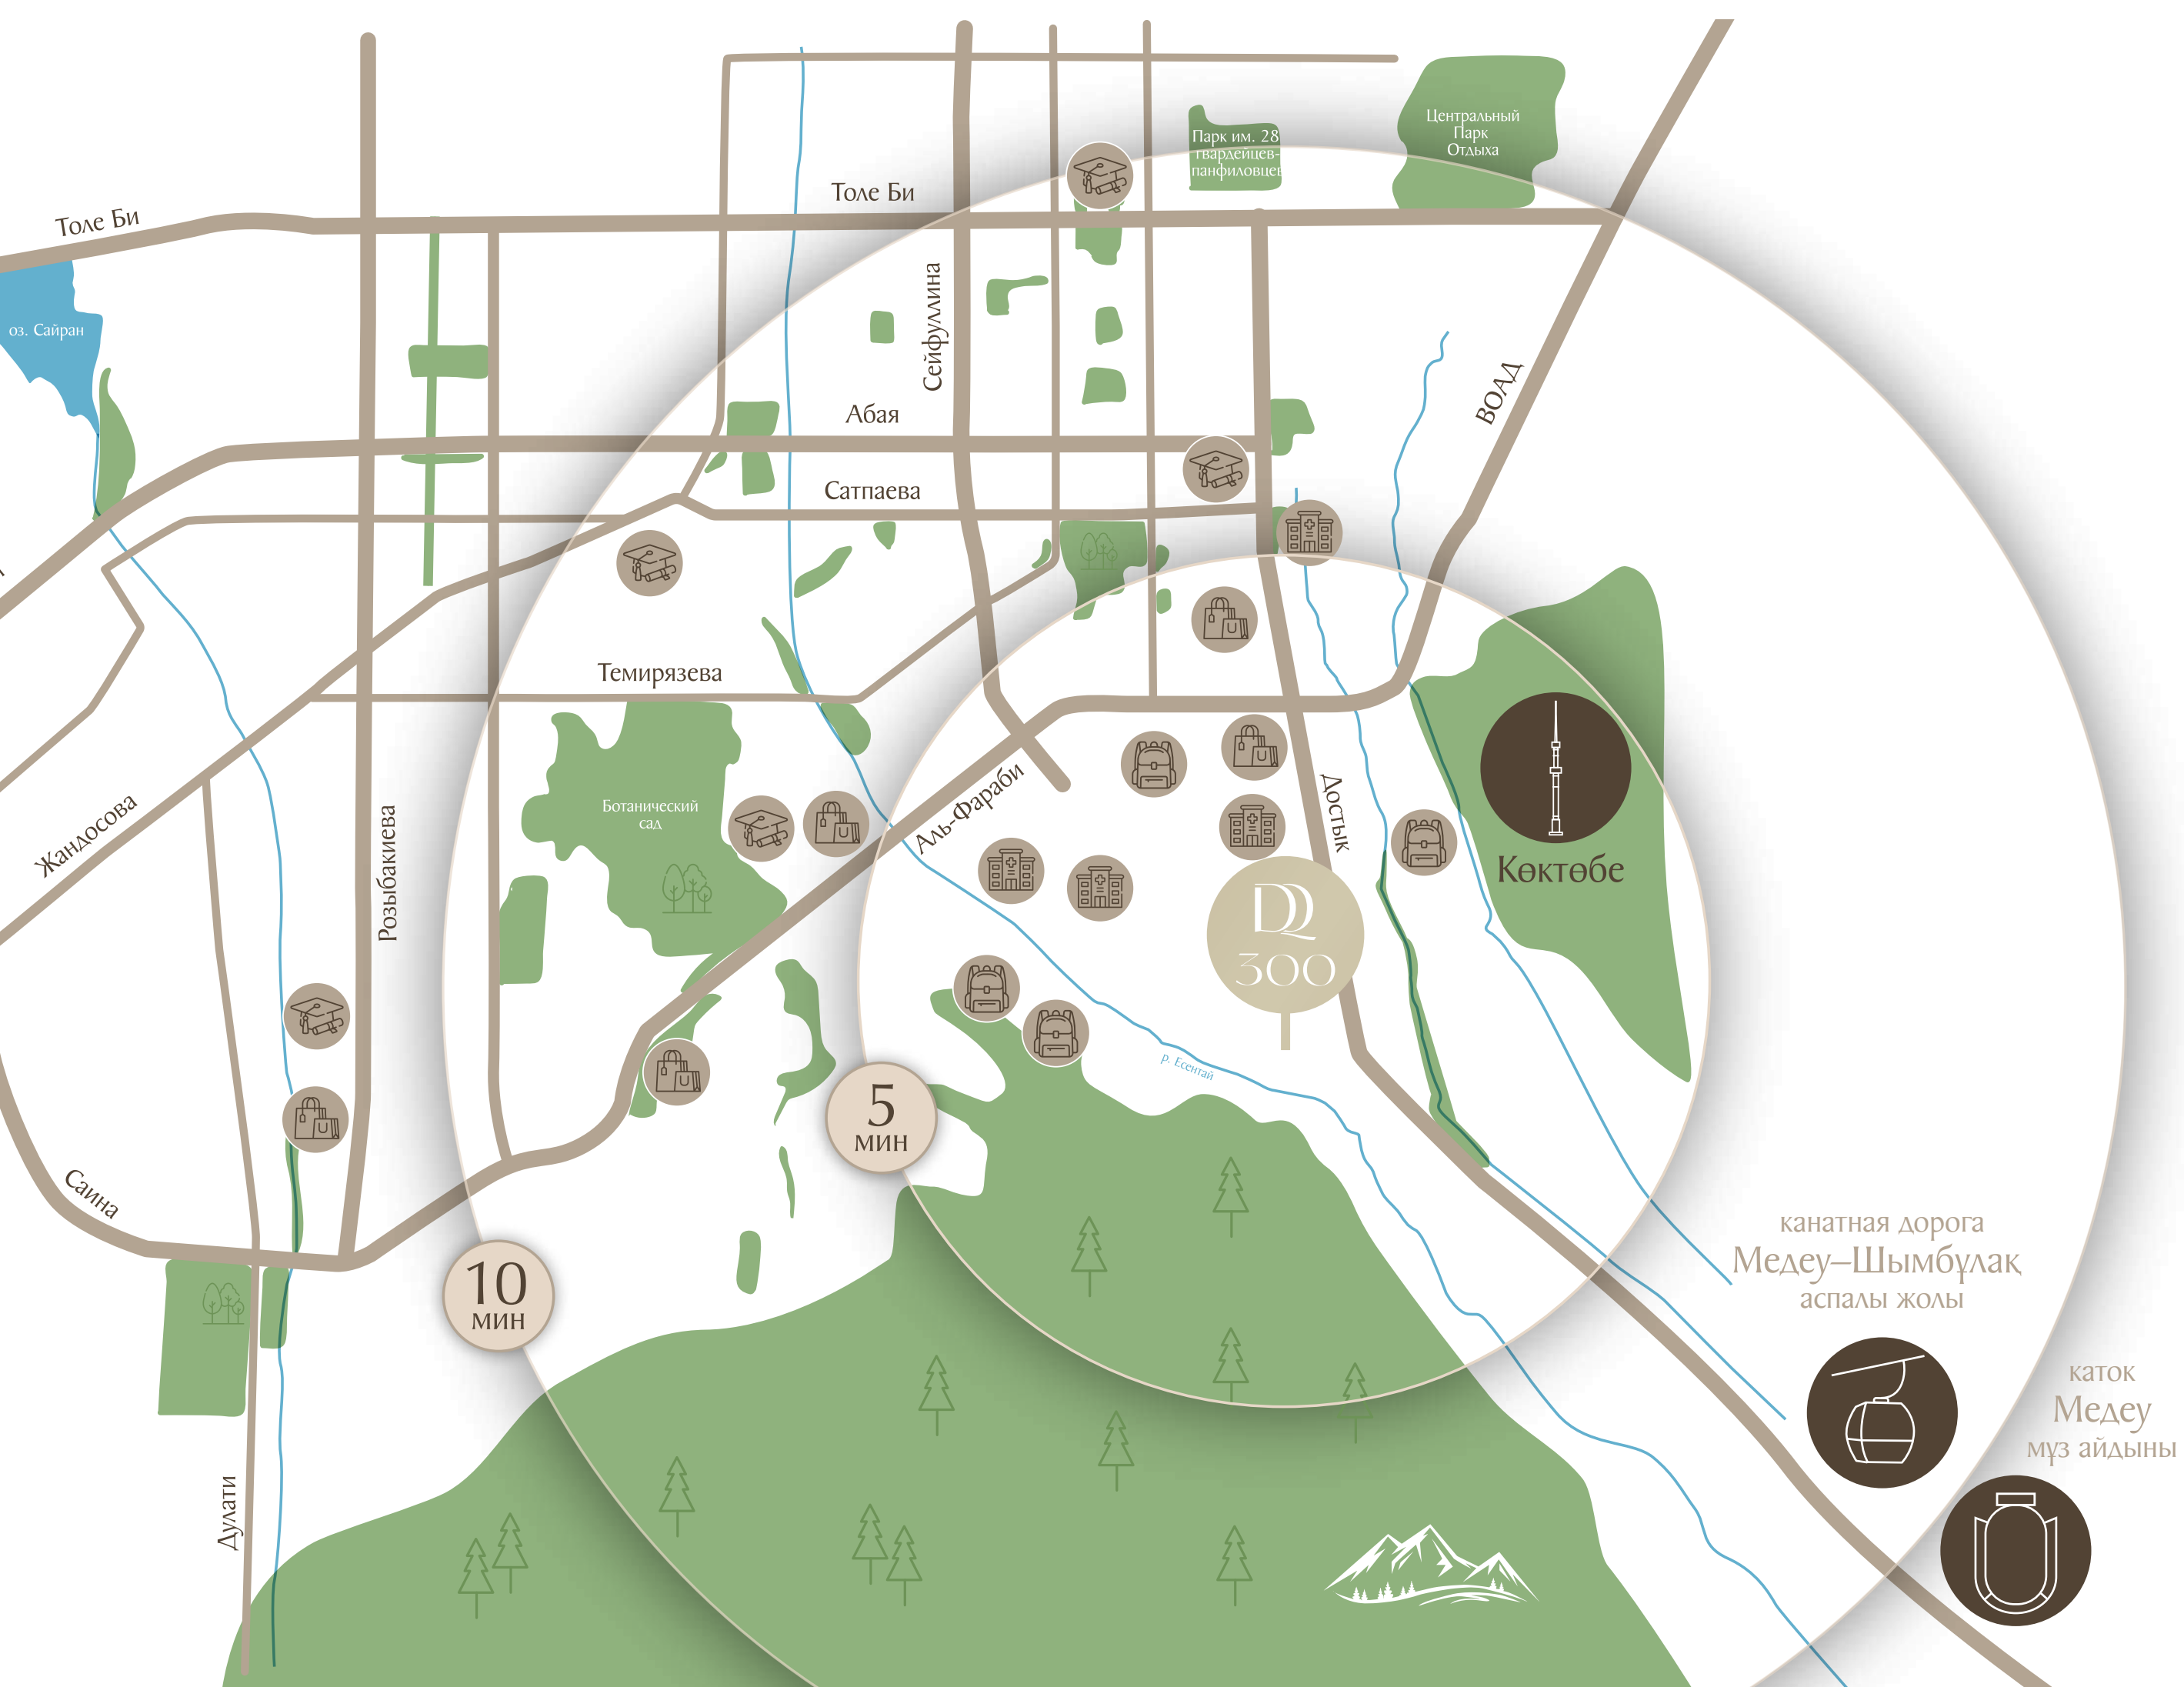 Центральный
Парк
Отдыха
Парк им. 28
гвардейцев-
панфиловцев
Толе Би
Толе Би
оз. Сайран
Сейфуллина
ВОАД
Абая
Сатпаева
Темирязева
Ботанический
сад
Аль-Фараби
Достык
Жандосова
Розыбакиева
Көктөбе
DQ
300
р. Есентай
5
мин
10
мин
Саина
Дулати
канатная дорога
Медеу–Шымбұлақ
аспалы жолы
каток
Медеу
мұз айдыны